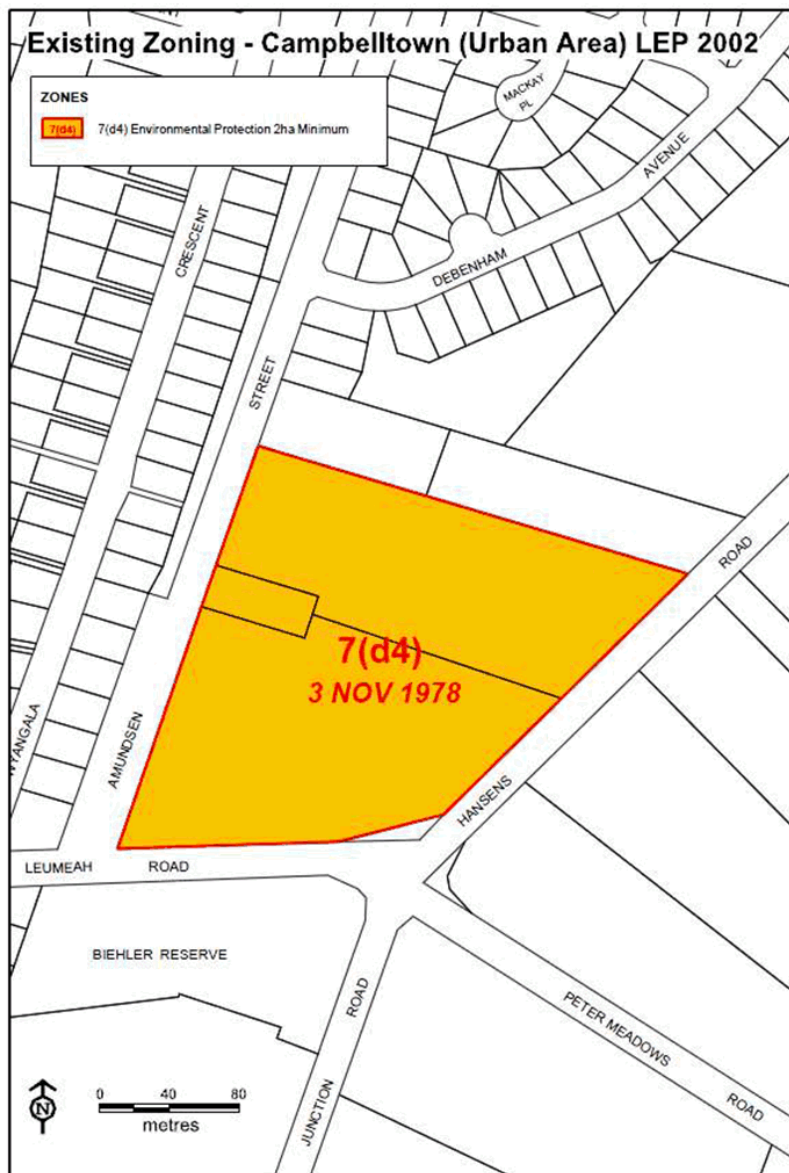 Existing Zoning - Campbelltown (Urban Area) LEP 2002
ZONES
7(d4)
7(d4) Environmental Protection 2ha Minimum
MACKAY
PL
AVENUE
CRESCENT
DEBENHAM
STREET
ROAD
7(d4)
3 NOV 1978
AMUNDSEN
HANSENS
LEUMEAH
ROAD
BIEHLER RESERVE
ROAD
PETER MEADOWS
ROAD
JUNCTION
N
0 40 80
metres